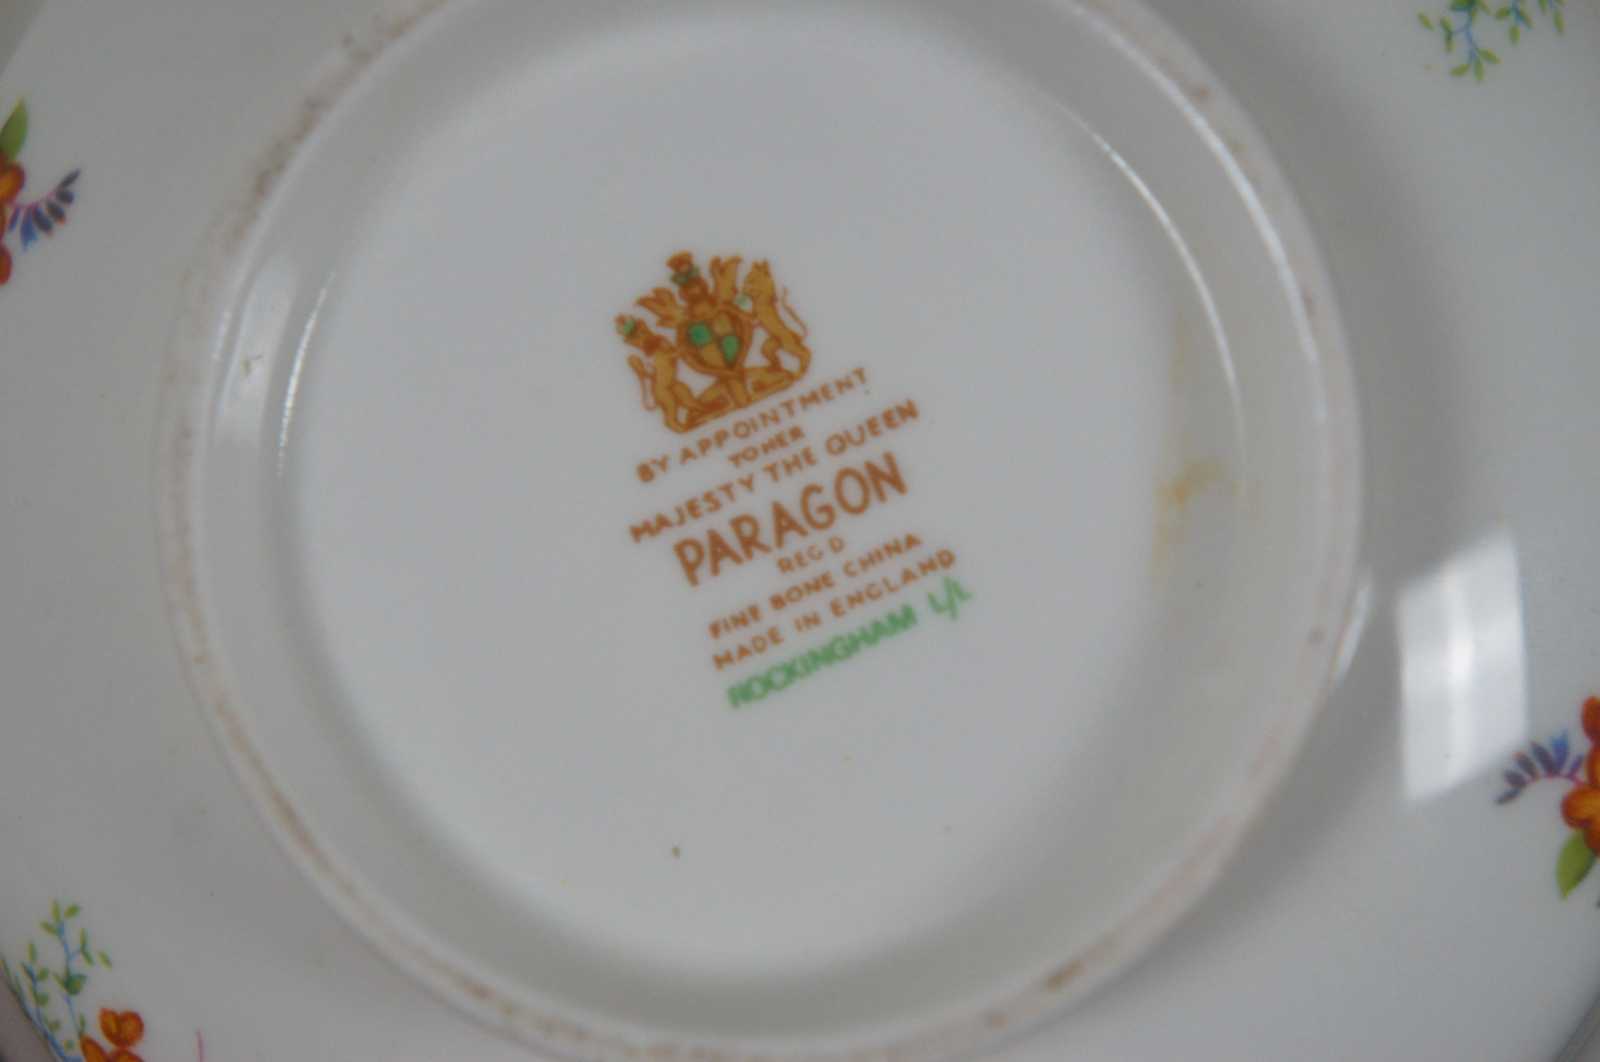 BY APPOINTMENT
TO HER
MAJESTY THE QUEEN
PARAGON
REG D
FINE BONE CHINA
MADE IN ENGLAND
ROCKINGHAM L/L